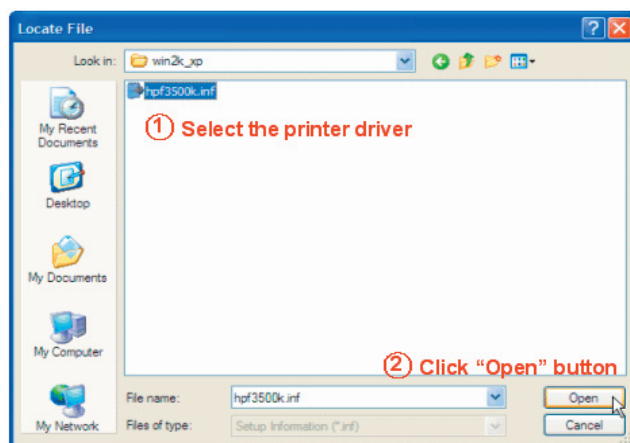 Locate File
Look in:
win2k_xp
hpf3500k.inf
① Select the printer driver
My Recent
Documents
Desktop
My Documents
My Computer
My Network
② Click “Open” button
File name:
hpf3500k.inf
Open
Files of type:
Setup Information (*.inf)
Cancel